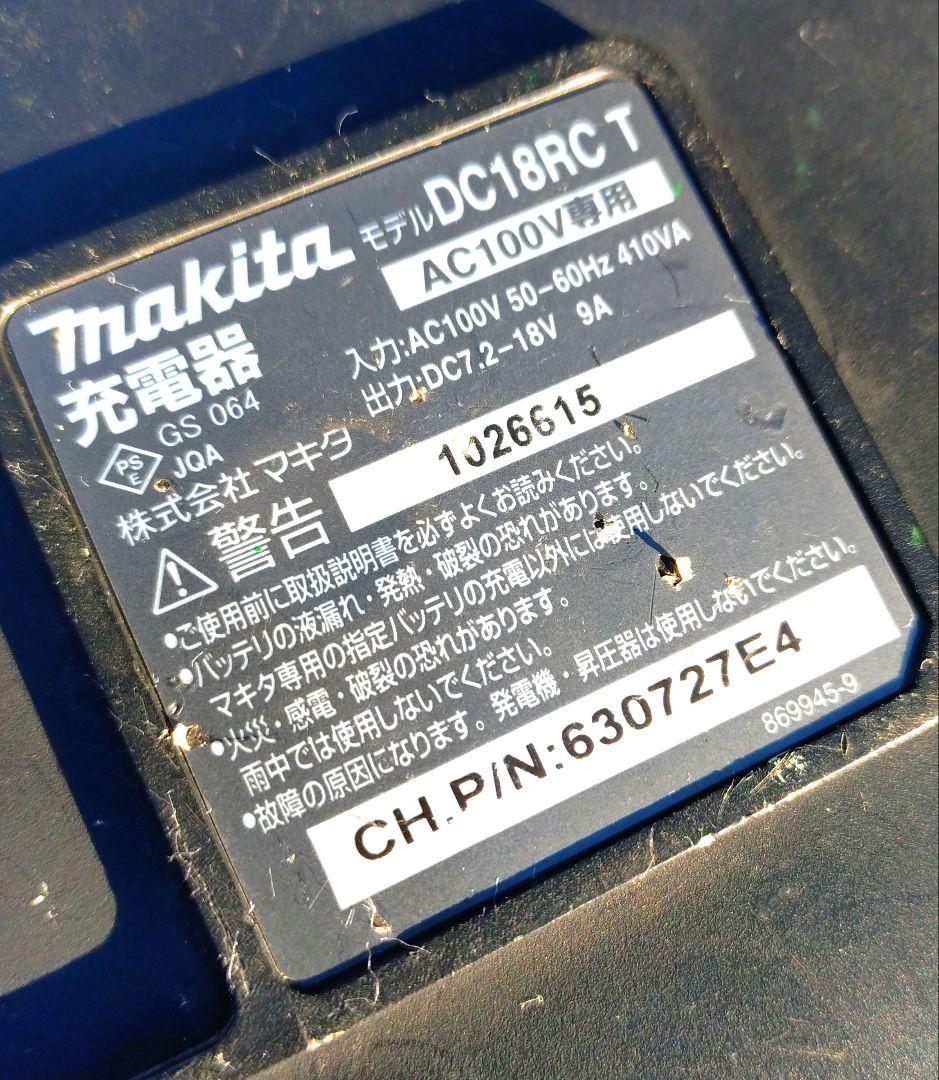 makita モデル DC18RC T
AC100V専用
充電器
入力:AC100V 50-60Hz 410VA
出力:DC7.2-18V 9A
GS 064
PSE JQA
株式会社マキタ
1026615
警告
•ご使用前に取扱説明書を必ずよくお読みください。
•バッテリの液漏れ・発熱・破裂の恐れがあります。
マキタ専用の指定バッテリの充電以外には使用しないでください。
•火災・感電・破裂の恐れがあります。
雨中では使用しないでください。
•故障の原因になります。発電機・昇圧器は使用しないでください。
CH.P/N:630727E4
869945-9